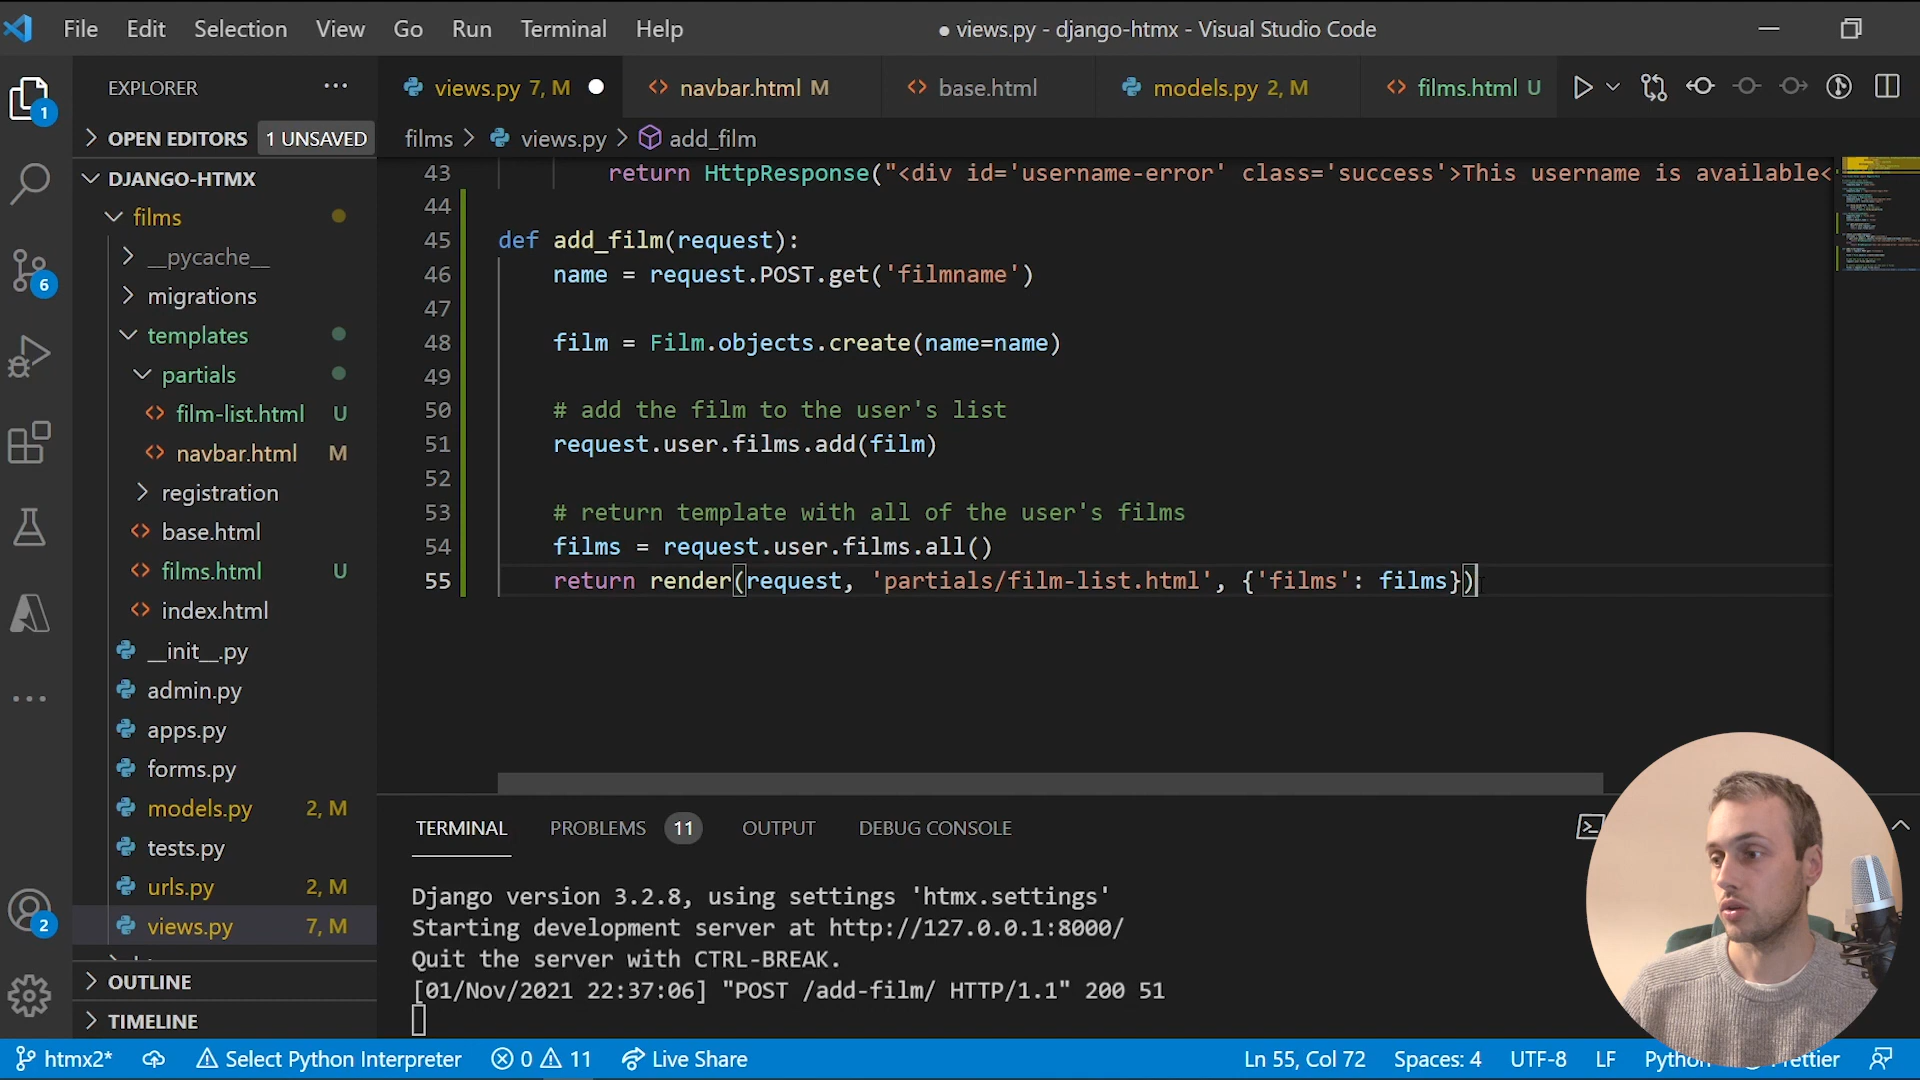 File Edit Selection View Go Run Terminal Help
● views.py - django-htmx - Visual Studio Code
EXPLORER ...
views.py 7, M
navbar.html M
base.html
models.py 2, M
films.html U
OPEN EDITORS 1 UNSAVED
films > views.py > add_film
DJANGO-HTMX
films
__pycache__
migrations
templates
partials
film-list.html U
navbar.html M
registration
base.html
films.html U
index.html
__init__.py
admin.py
apps.py
forms.py
models.py 2, M
tests.py
urls.py 2, M
views.py 7, M
OUTLINE
TIMELINE
1
6
2
43 return HttpResponse("<div id='username-error' class='success'>This username is available<
44
45 def add_film(request):
46 name = request.POST.get('filmname')
47
48 film = Film.objects.create(name=name)
49
50 # add the film to the user's list
51 request.user.films.add(film)
52
53 # return template with all of the user's films
54 films = request.user.films.all()
55 return render(request, 'partials/film-list.html', {'films': films})
TERMINAL PROBLEMS 11 OUTPUT DEBUG CONSOLE
Django version 3.2.8, using settings 'htmx.settings'
Starting development server at http://127.0.0.1:8000/
Quit the server with CTRL-BREAK.
[01/Nov/2021 22:37:06] "POST /add-film/ HTTP/1.1" 200 51
htmx2* Select Python Interpreter 0 11 Live Share Ln 55, Col 72 Spaces: 4 UTF-8 LF